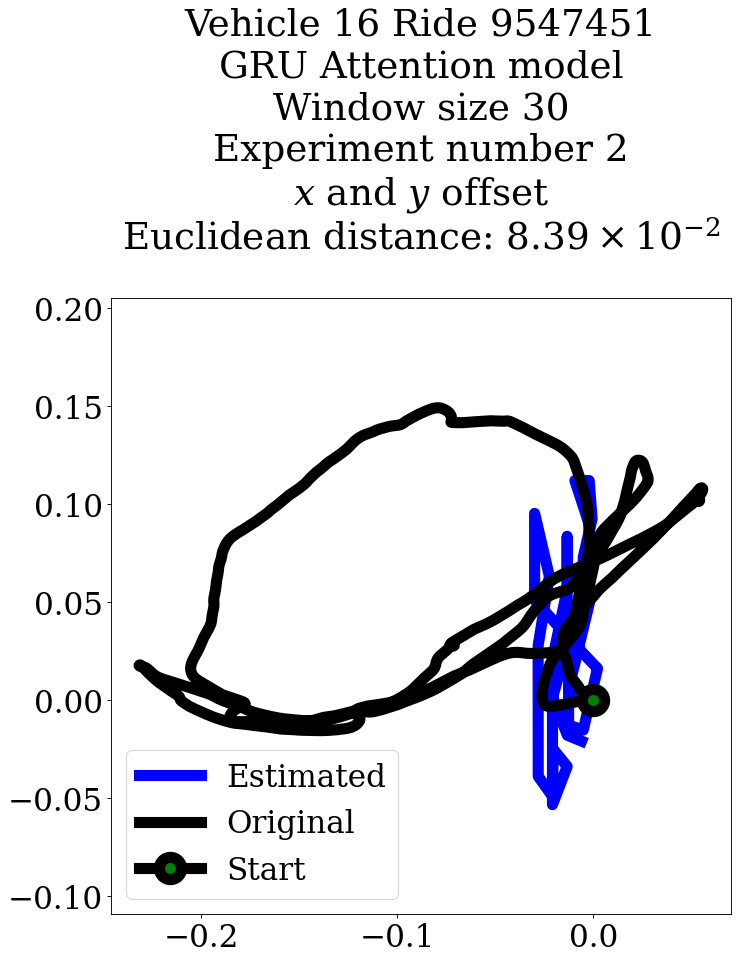 Vehicle 16 Ride 9547451
GRU Attention model
Window size 30
Experiment number 2
x and y offset
Euclidean distance: 8.39 × 10⁻²
0.20
0.15
0.10
0.05
0.00
−0.05
−0.10
Estimated
Original
Start
−0.2
−0.1
0.0